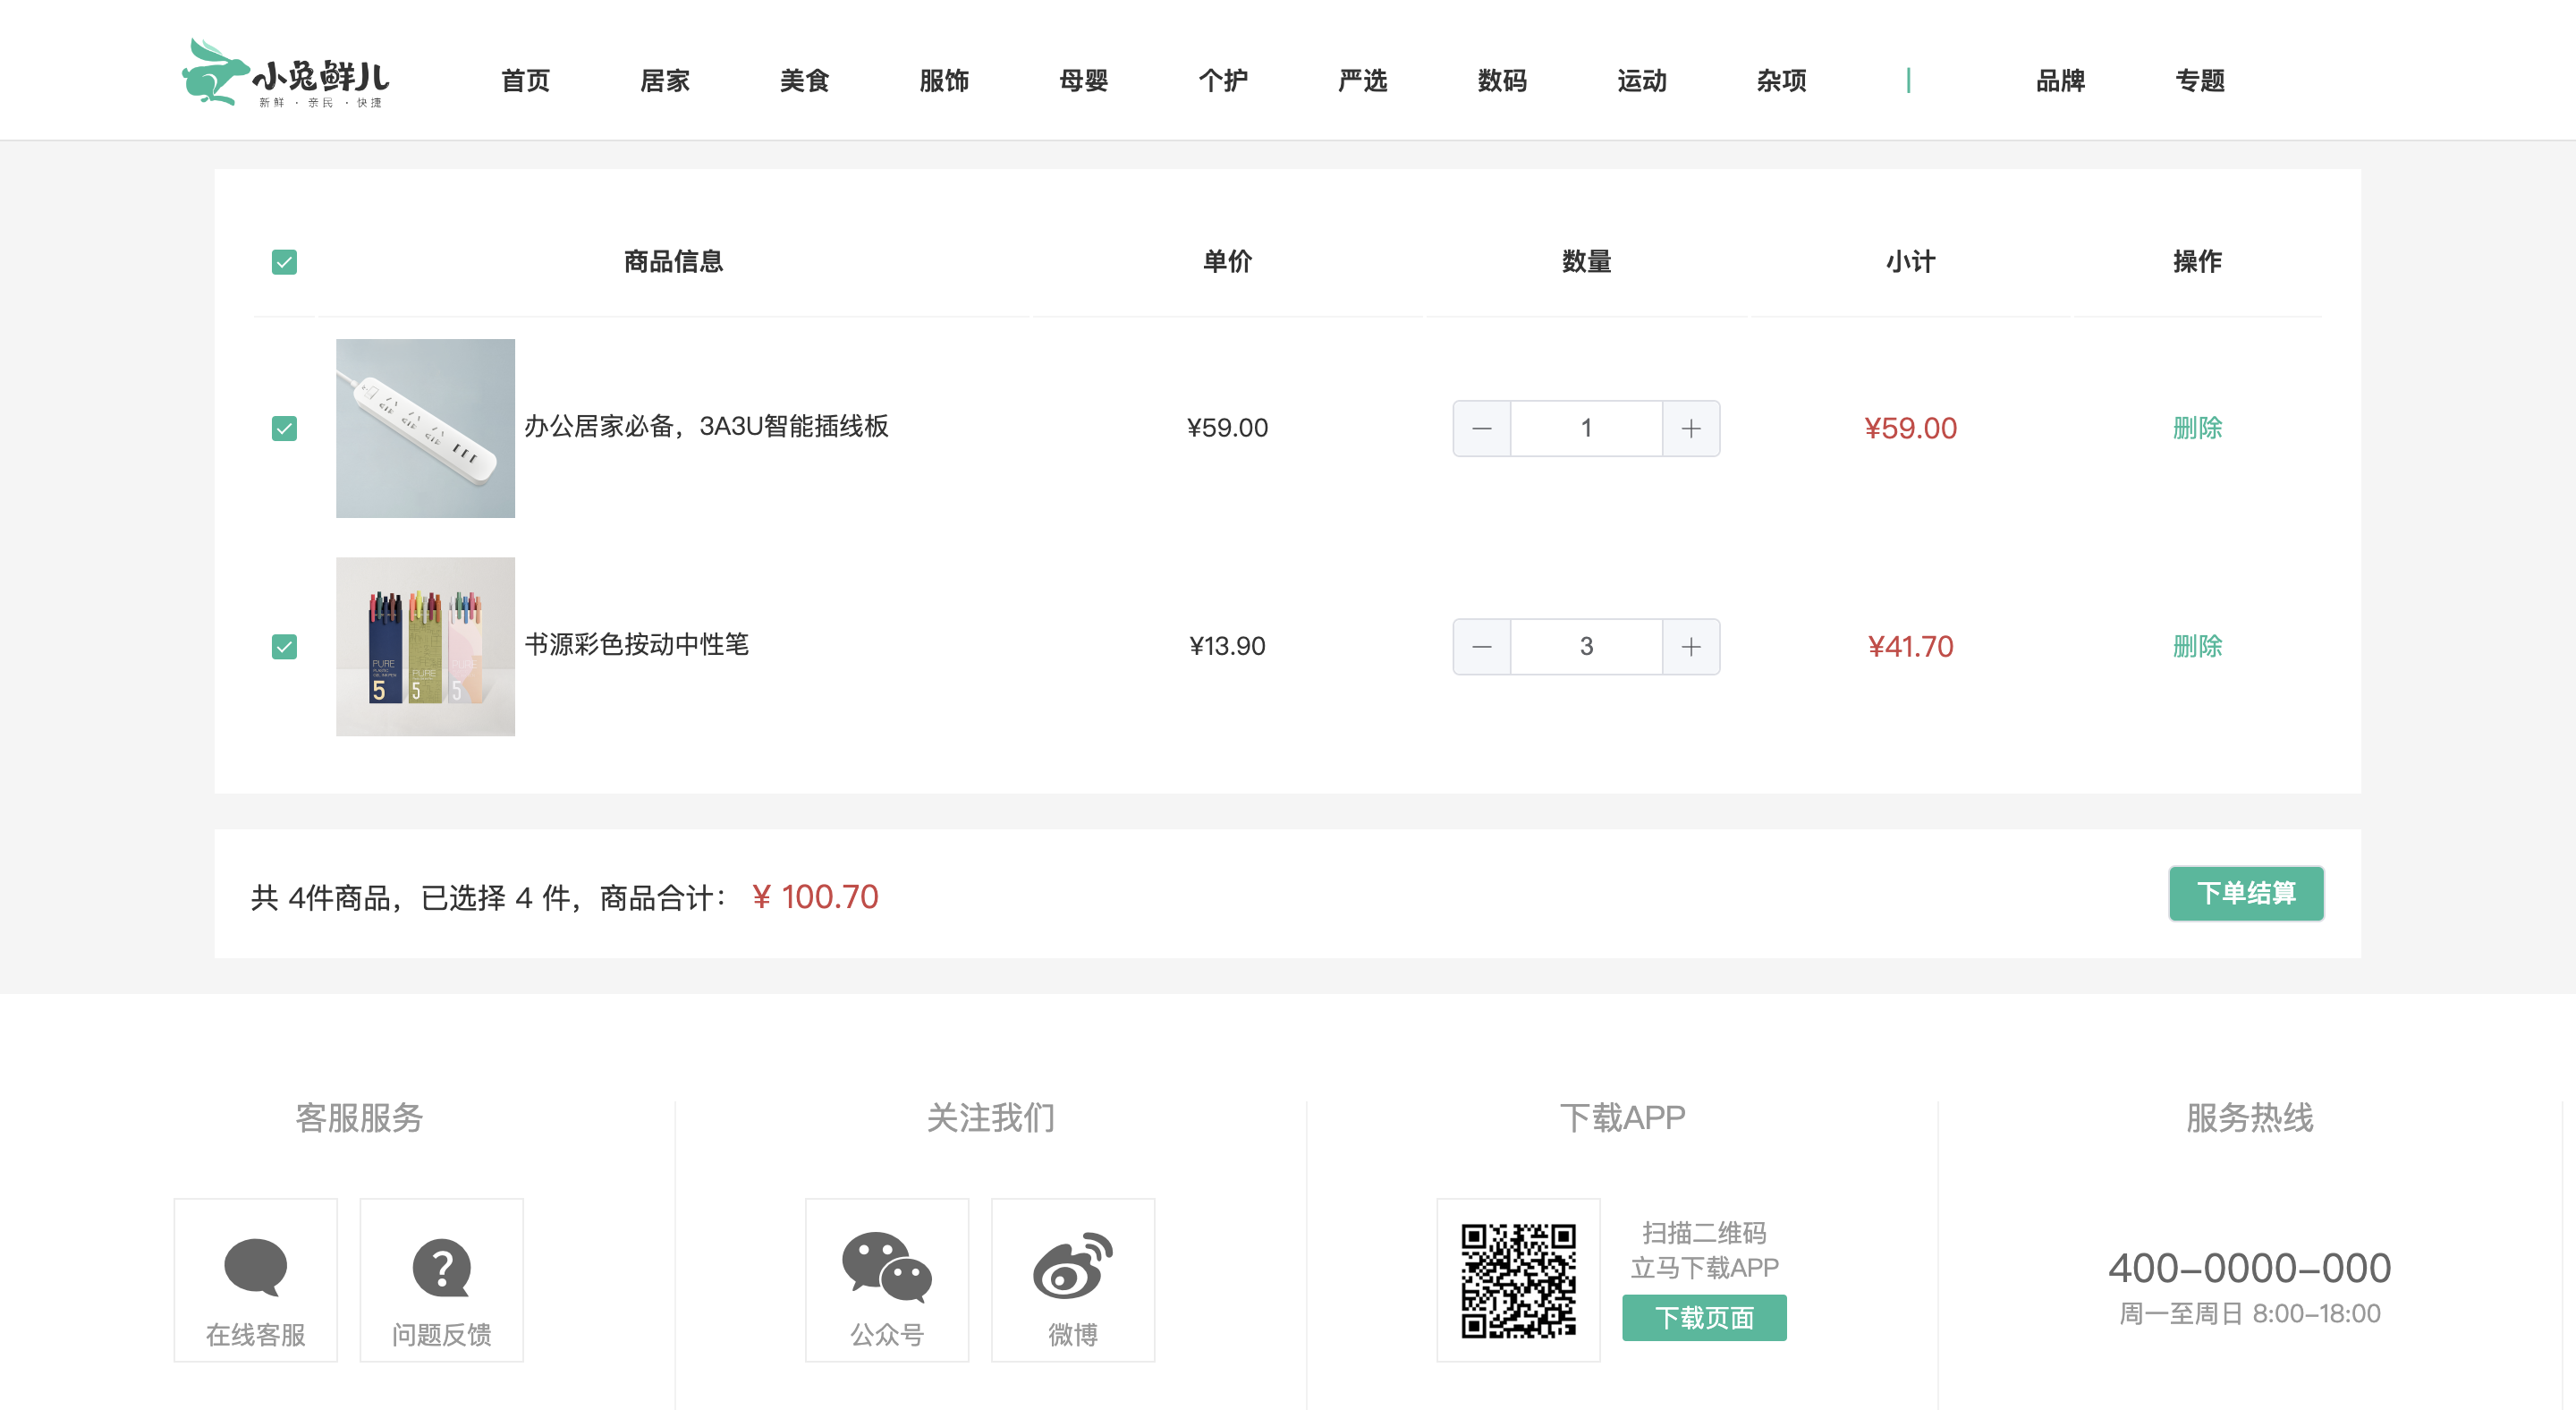 小兔鲜儿
新鲜 · 亲民 · 快捷
首页 居家 美食 服饰 母婴 个护 严选 数码 运动 杂项 | 品牌 专题
商品信息 单价 数量 小计 操作
办公居家必备，3A3U智能插线板 ¥59.00 1 ¥59.00 删除
PURE 5 PURE 5 PURE 5
书源彩色按动中性笔 ¥13.90 3 ¥41.70 删除
共 4件商品，已选择 4 件，商品合计： ¥ 100.70 下单结算
客服服务 关注我们 下载APP 服务热线
扫描二维码
立马下载APP
下载页面
400-0000-000
周一至周日 8:00-18:00
在线客服 问题反馈 公众号 微博